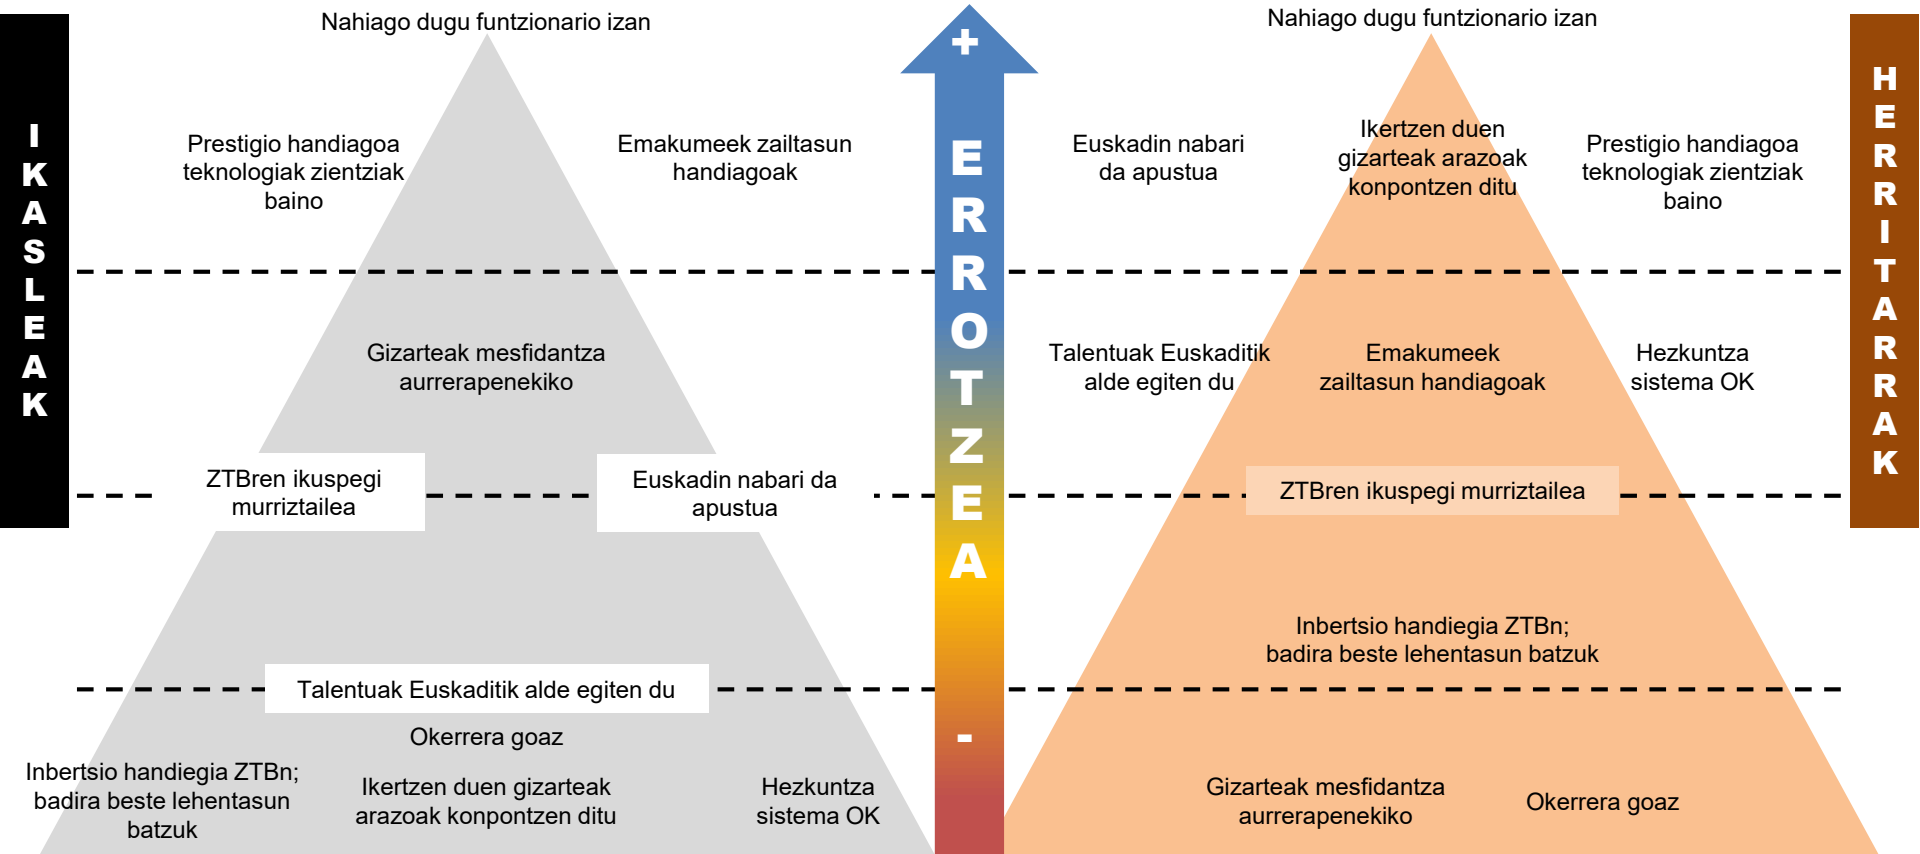 IKASLEAK
Nahiago dugu funtzionario izan
Prestigio handiagoa
teknologiak zientziak
baino
Emakumeek zailtasun
handiagoak
Gizarteak mesfidantza
aurrerapenekiko
ZTBren ikuspegi
murriztailea
Euskadin nabari da
apustua
Talentuak Euskaditik alde egiten du
Okerrera goaz
Inbertsio handiegia ZTBn;
badira beste lehentasun
batzuk
Ikertzen duen gizarteak
arazoak konpontzen ditu
Hezkuntza
sistema OK
+
ERROTZEA
-
Nahiago dugu funtzionario izan
Euskadin nabari
da apustua
Ikertzen duen
gizarteak arazoak
konpontzen ditu
Prestigio handiagoa
teknologiak zientziak
baino
Talentuak Euskaditik
alde egiten du
Emakumeek
zailtasun handiagoak
Hezkuntza
sistema OK
ZTBren ikuspegi murriztailea
Inbertsio handiegia ZTBn;
badira beste lehentasun batzuk
Gizarteak mesfidantza
aurrerapenekiko
Okerrera goaz
HERRITARRAK